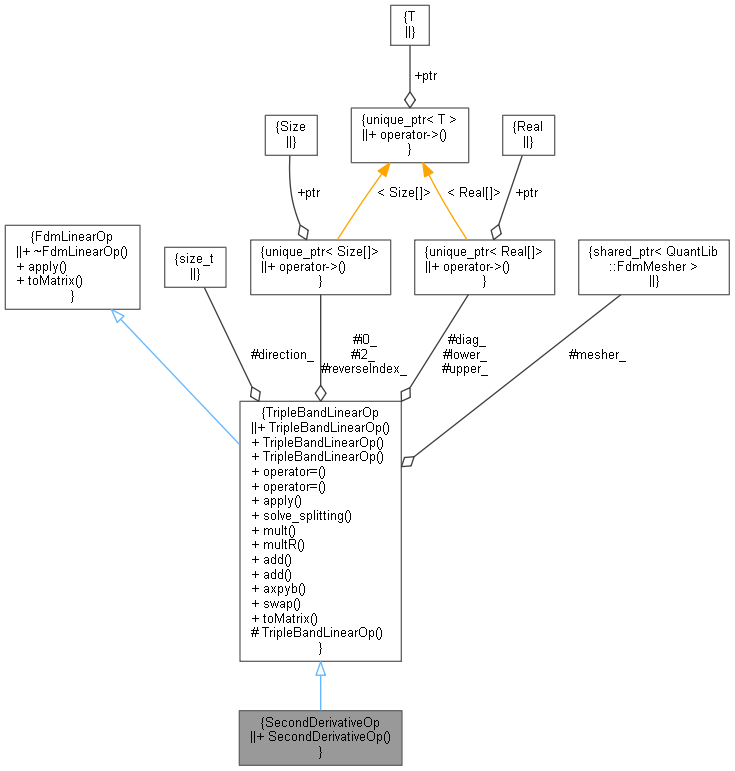 {T
||}
+ptr
{Size
||}
{unique_ptr< T >
||+ operator->()
}
{Real
||}
+ptr
< Size[]>
< Real[]>
+ptr
{FdmLinearOp
||+ ~FdmLinearOp()
+ apply()
+ toMatrix()
}
{size_t
||}
{unique_ptr< Size[]>
||+ operator->()
}
{unique_ptr< Real[]>
||+ operator->()
}
{shared_ptr< QuantLib
::FdmMesher >
||}
#direction_
#i0_
#i2_
#reverseIndex_
#diag_
#lower_
#upper_
#mesher_
{TripleBandLinearOp
||+ TripleBandLinearOp()
+ TripleBandLinearOp()
+ TripleBandLinearOp()
+ operator=()
+ operator=()
+ apply()
+ solve_splitting()
+ mult()
+ multR()
+ add()
+ add()
+ axpyb()
+ swap()
+ toMatrix()
# TripleBandLinearOp()
}
{SecondDerivativeOp
||+ SecondDerivativeOp()
}